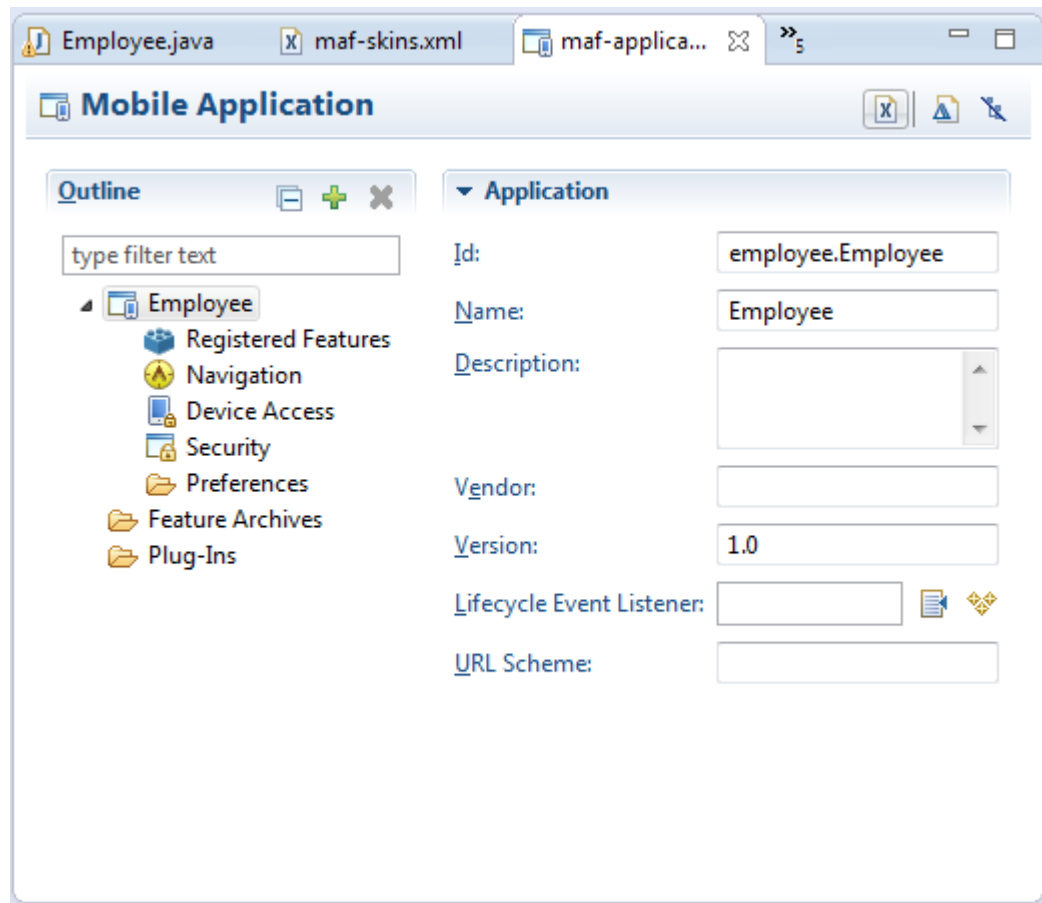 Employee.java maf-skins.xml maf-applica... »5
Mobile Application
Outline
type filter text
Employee
Registered Features
Navigation
Device Access
Security
Preferences
Feature Archives
Plug-Ins
Application
Id: employee.Employee
Name: Employee
Description:
Vendor:
Version: 1.0
Lifecycle Event Listener:
URL Scheme: